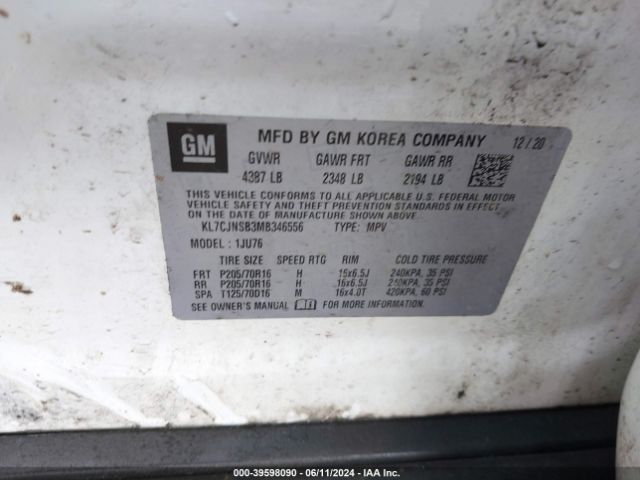 GM MFD BY GM KOREA COMPANY 12/20
GVWR GAWR FRT GAWR RR
4387 LB 2348 LB 2194 LB
THIS VEHICLE CONFORMS TO ALL APPLICABLE U.S. FEDERAL MOTOR
VEHICLE SAFETY AND THEFT PREVENTION STANDARDS IN EFFECT
ON THE DATE OF MANUFACTURE SHOWN ABOVE.
KL7CJNSB3MB346556 TYPE: MPV
MODEL: 1JU76
TIRE SIZE SPEED RTG RIM COLD TIRE PRESSURE
FRT P205/70R16 H 16x6.5J 240KPA, 35 PSI
RR P205/70R16 H 16x6.5J 240KPA, 35 PSI
SPA T125/70D16 M 16x4.0T 420KPA, 60 PSI
SEE OWNER'S MANUAL FOR MORE INFORMATION.
000-39598090 - 06/11/2024 - IAA Inc.